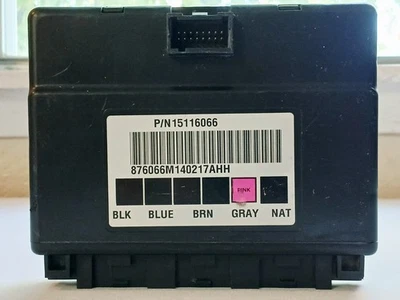 P/N15116066
876066M140217AHH
PINK
BLK BLUE BRN GRAY NAT